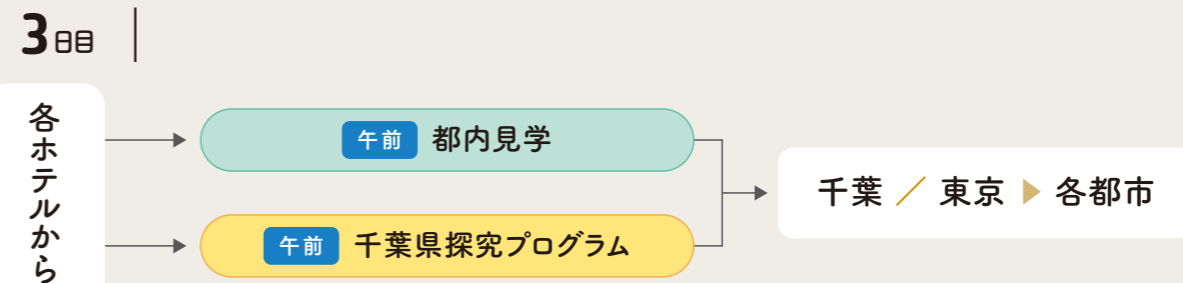 3日目
各ホテルから
午前 都内見学
午前 千葉県探究プログラム
千葉／東京▶各都市